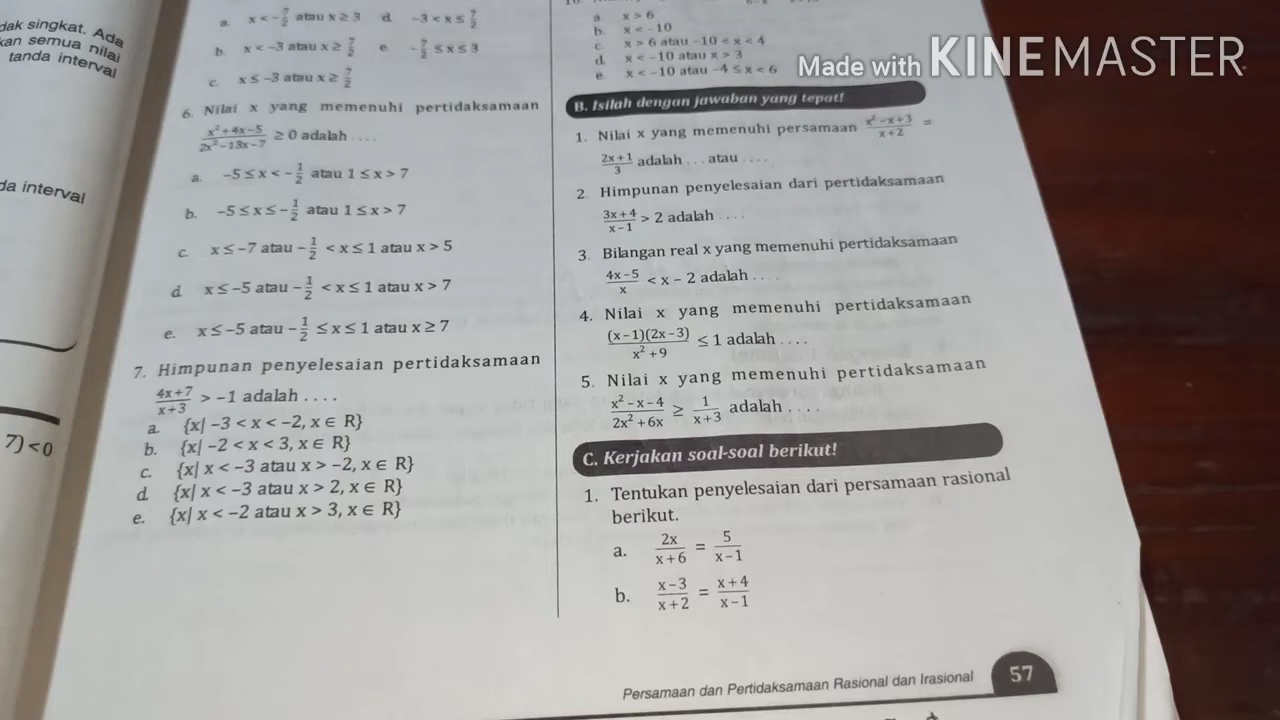 dak singkat. Ada
kan semua nilai
tanda interval
da interval
7) < 0
a. x < -7/2 atau x ≥ 3 d. -3 < x ≤ 7/2
b. x < -3 atau x ≥ 7/2 e. -7/2 ≤ x ≤ 3
c. x ≤ -3 atau x ≥ 7/2
6. Nilai x yang memenuhi pertidaksamaan
(x²+4x-5)/(2x²-13x-7) ≥ 0 adalah . . . .
a. -5 ≤ x < -1/2 atau 1 ≤ x > 7
b. -5 ≤ x ≤ -1/2 atau 1 ≤ x > 7
c. x ≤ -7 atau -1/2 < x ≤ 1 atau x > 5
d. x ≤ -5 atau -1/2 < x ≤ 1 atau x > 7
e. x ≤ -5 atau -1/2 ≤ x ≤ 1 atau x ≥ 7
7. Himpunan penyelesaian pertidaksamaan
(4x+7)/(x+3) > -1 adalah . . . .
a. {x| -3 < x < -2, x ∈ R}
b. {x| -2 < x < 3, x ∈ R}
c. {x| x < -3 atau x > -2, x ∈ R}
d. {x| x < -3 atau x > 2, x ∈ R}
e. {x| x < -2 atau x > 3, x ∈ R}
a. x > 6
b. x < -10
c. x > 6 atau -10 < x < 4
d. x < -10 atau x > 3
e. x < -10 atau -4 ≤ x < 6
Made with KINEMASTER
B. Isilah dengan jawaban yang tepat!
1. Nilai x yang memenuhi persamaan (x²-x+3)/(x+2) =
(2x+1)/3 adalah . . . atau . . . .
2. Himpunan penyelesaian dari pertidaksamaan
(3x+4)/(x-1) > 2 adalah . . . .
3. Bilangan real x yang memenuhi pertidaksamaan
(4x-5)/x < x - 2 adalah . . . .
4. Nilai x yang memenuhi pertidaksamaan
((x-1)(2x-3))/(x²+9) ≤ 1 adalah . . . .
5. Nilai x yang memenuhi pertidaksamaan
(x²-x-4)/(2x²+6x) ≥ 1/(x+3) adalah . . . .
C. Kerjakan soal-soal berikut!
1. Tentukan penyelesaian dari persamaan rasional
berikut.
a. 2x/(x+6) = 5/(x-1)
b. (x-3)/(x+2) = (x+4)/(x-1)
Persamaan dan Pertidaksamaan Rasional dan Irasional 57